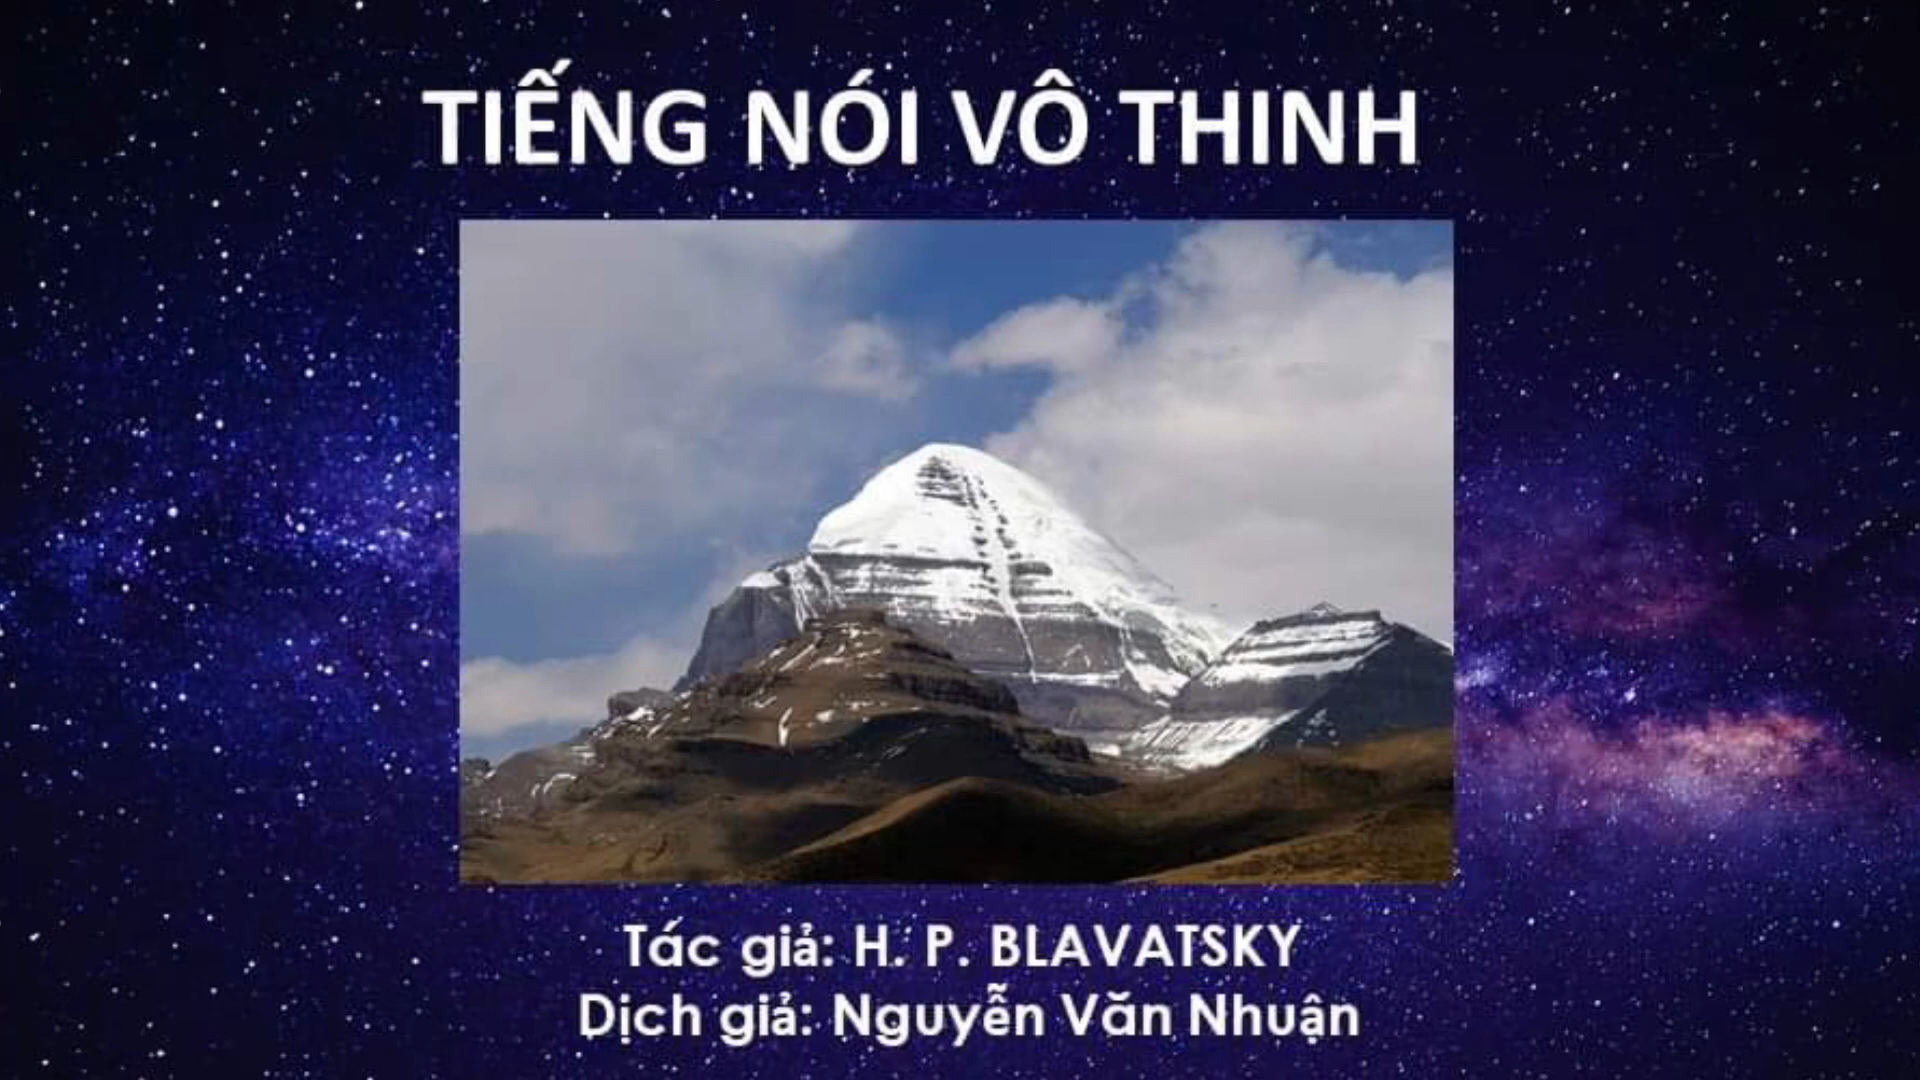 TIẾNG NÓI VÔ THINH
Tác giả: H. P. BLAVATSKY
Dịch giả: Nguyễn Văn Nhuận